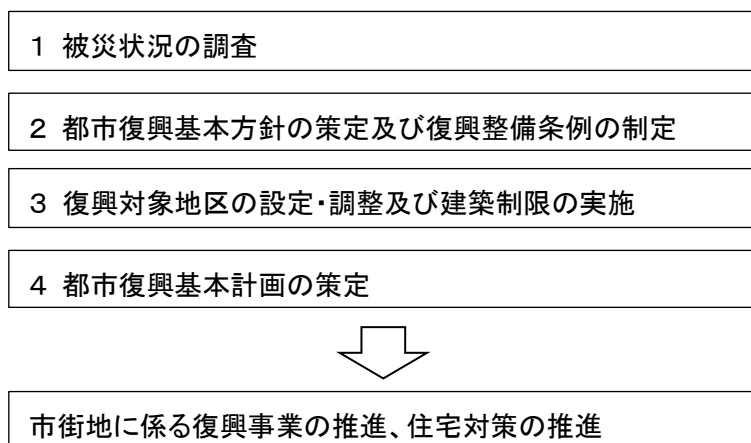 １ 被災状況の調査
２ 都市復興基本方針の策定及び復興整備条例の制定
３ 復興対象地区の設定・調整及び建築制限の実施
４ 都市復興基本計画の策定
市街地に係る復興事業の推進、住宅対策の推進